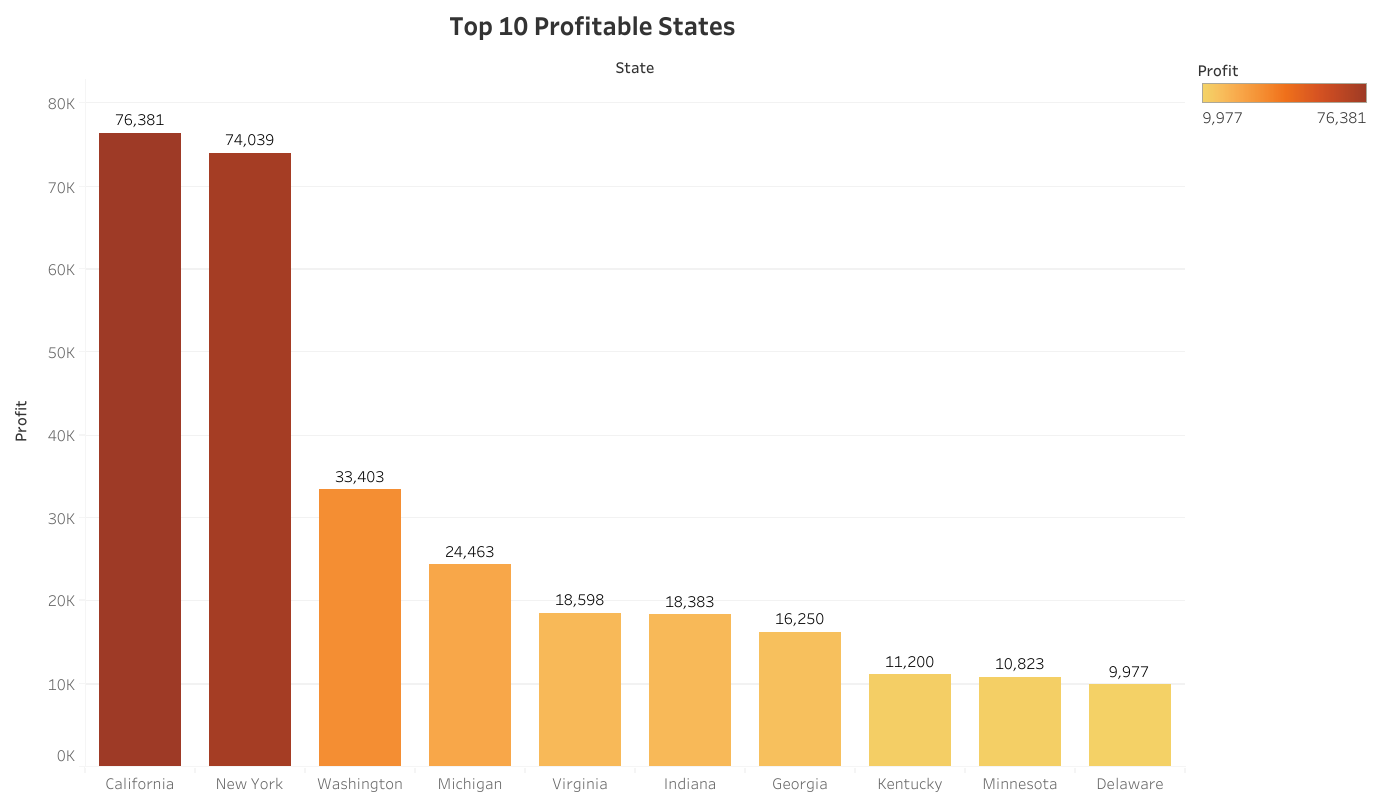 Top 10 Profitable States
State
Profit
9,977 76,381
80K
70K
60K
50K
40K
30K
20K
10K
0K
Profit
76,381
74,039
33,403
24,463
18,598
18,383
16,250
11,200
10,823
9,977
California New York Washington Michigan Virginia Indiana Georgia Kentucky Minnesota Delaware